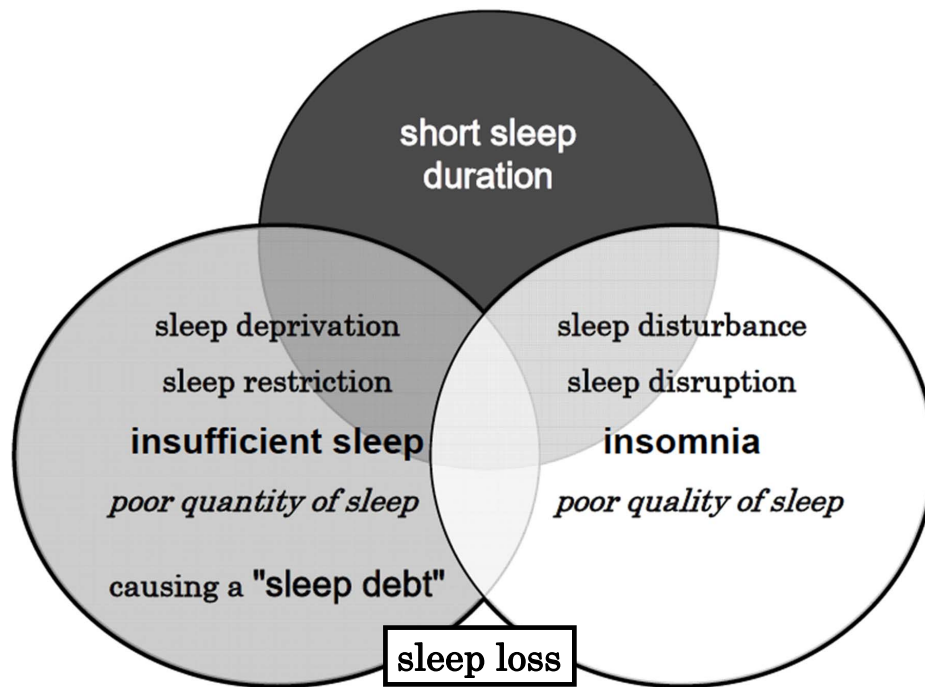 short sleep
duration
sleep deprivation
sleep restriction
insufficient sleep
poor quantity of sleep
causing a "sleep debt"
sleep disturbance
sleep disruption
insomnia
poor quality of sleep
sleep loss